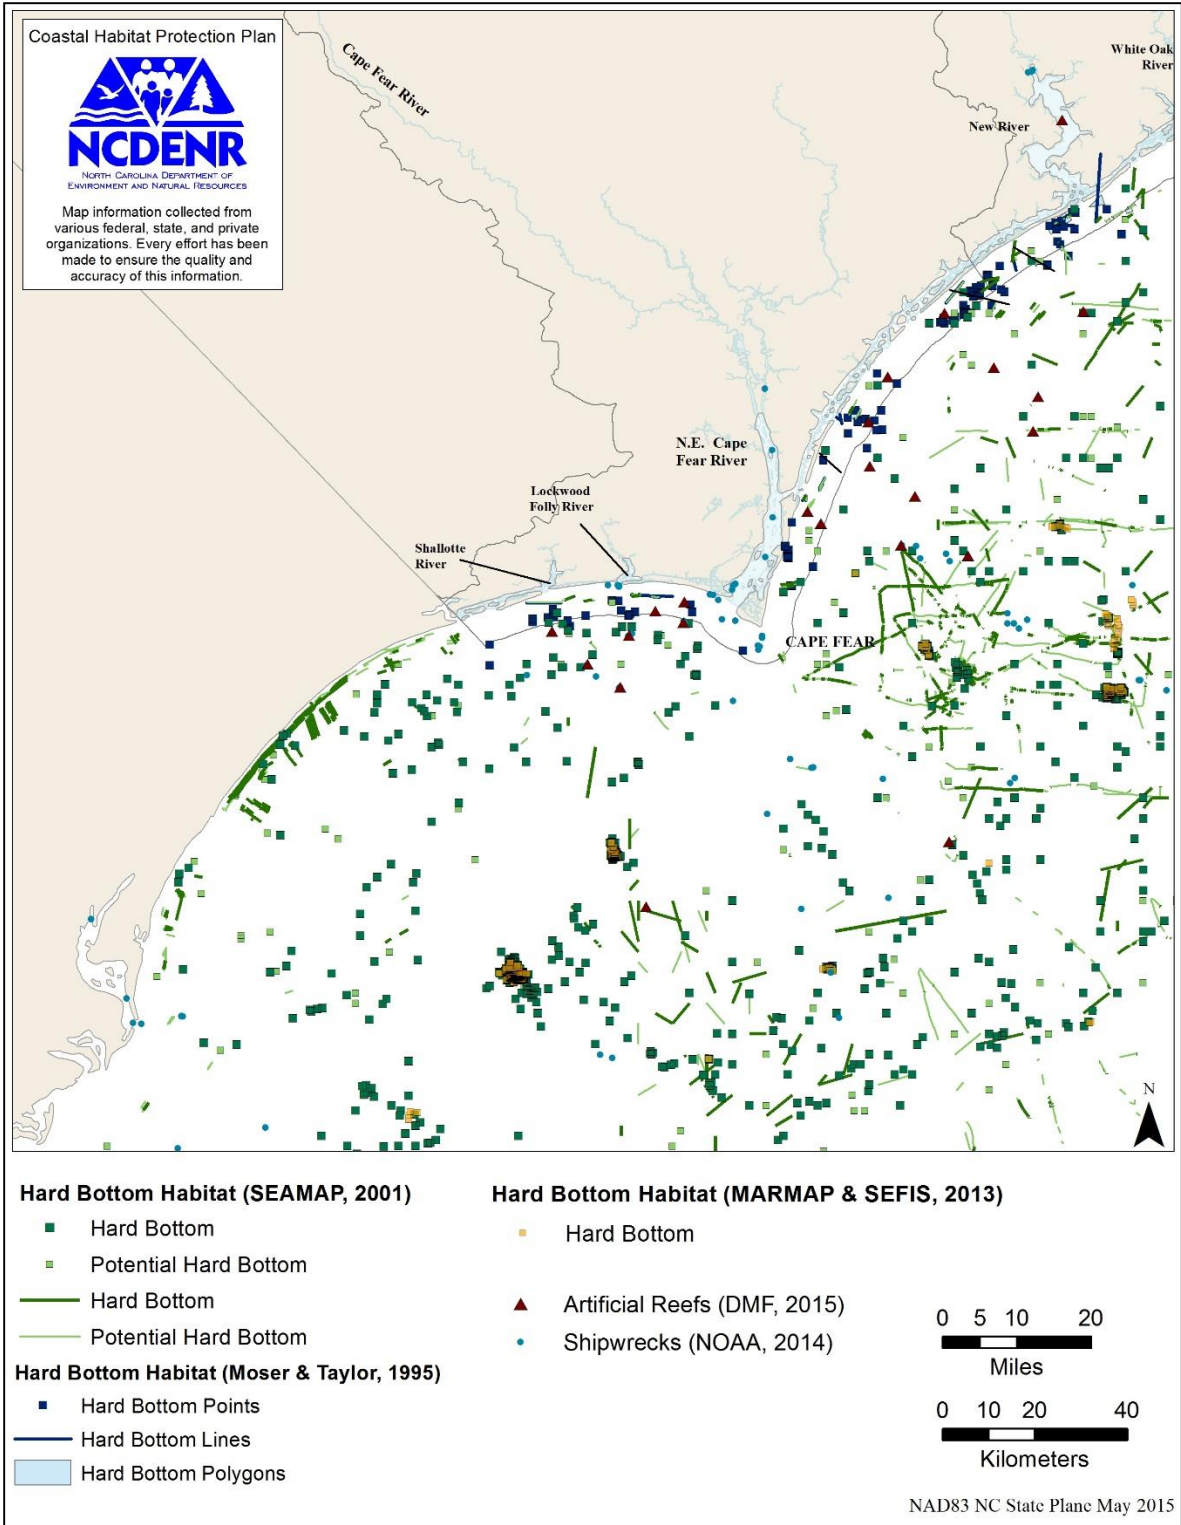 Coastal Habitat Protection Plan
NCDENR
NORTH CAROLINA DEPARTMENT OF
ENVIRONMENT AND NATURAL RESOURCES
Map information collected from
various federal, state, and private
organizations. Every effort has been
made to ensure the quality and
accuracy of this information.
Cape Fear River
White Oak
River
New River
N.E. Cape
Fear River
Lockwood
Folly River
Shallotte
River
CAPE FEAR
N
Hard Bottom Habitat (SEAMAP, 2001)
Hard Bottom
Potential Hard Bottom
Hard Bottom
Potential Hard Bottom
Hard Bottom Habitat (Moser & Taylor, 1995)
Hard Bottom Points
Hard Bottom Lines
Hard Bottom Polygons
Hard Bottom Habitat (MARMAP & SEFIS, 2013)
Hard Bottom
Artificial Reefs (DMF, 2015)
Shipwrecks (NOAA, 2014)
0 5 10 20
Miles
0 10 20 40
Kilometers
NAD83 NC State Plane May 2015